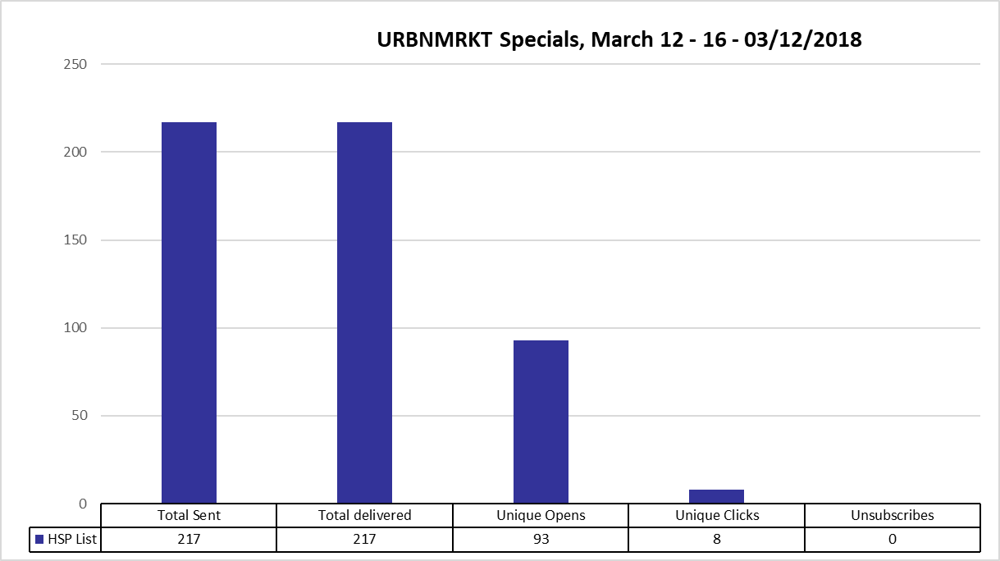 URBNMRKT Specials, March 12 - 16 - 03/12/2018
250
200
150
100
50
0
Total Sent Total delivered Unique Opens Unique Clicks Unsubscribes
HSP List 217 217 93 8 0